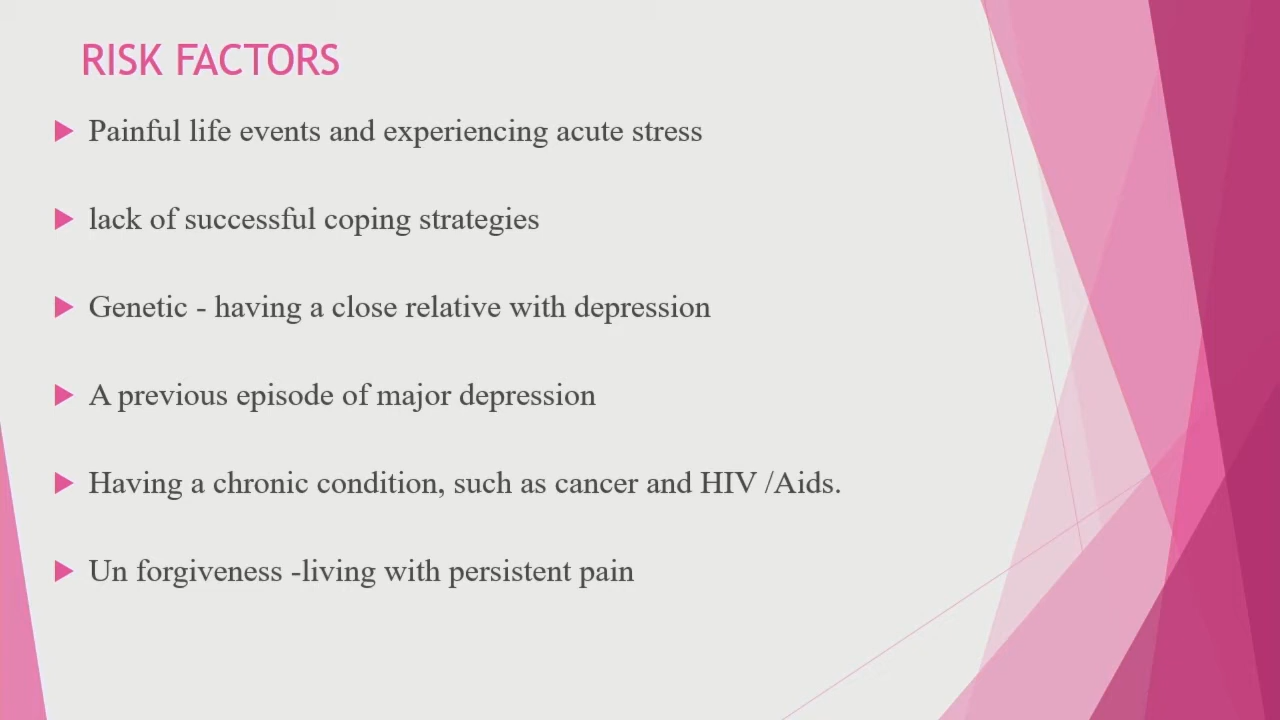 RISK FACTORS
Painful life events and experiencing acute stress
lack of successful coping strategies
Genetic - having a close relative with depression
A previous episode of major depression
Having a chronic condition, such as cancer and HIV /Aids.
Un forgiveness -living with persistent pain